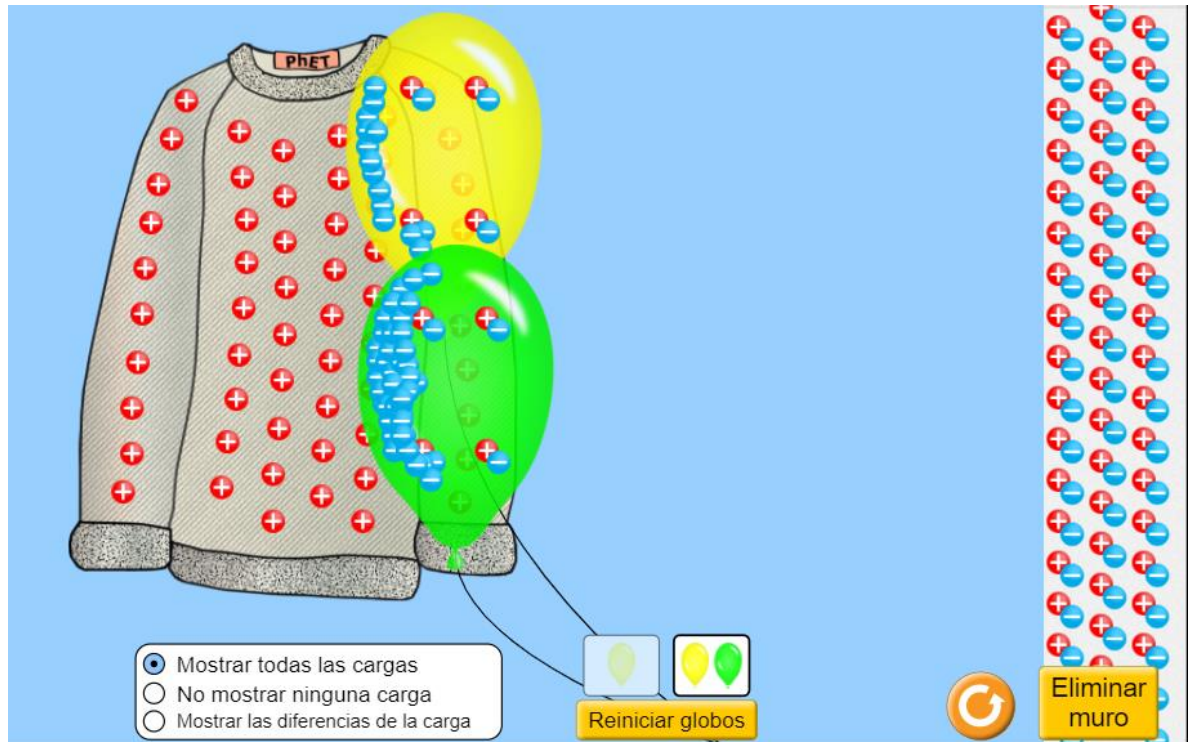 PhET
Mostrar todas las cargas
No mostrar ninguna carga
Mostrar las diferencias de la carga
Reiniciar globos
Eliminar
muro